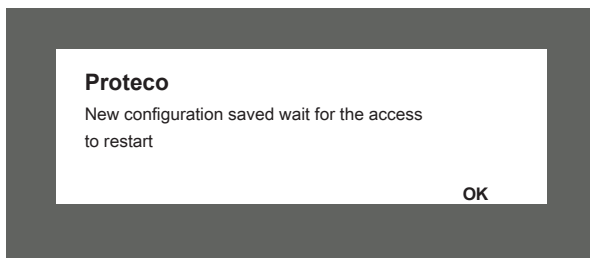 Proteco
New configuration saved wait for the access
to restart
OK